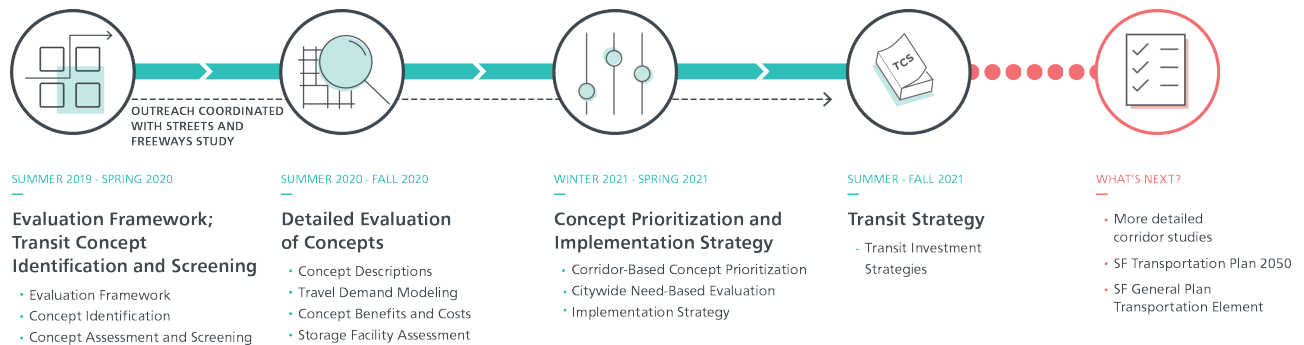 TCS
OUTREACH COORDINATED
WITH STREETS AND
FREEWAYS STUDY
SUMMER 2019 - SPRING 2020
Evaluation Framework;
Transit Concept
Identification and Screening
• Evaluation Framework
• Concept Identification
• Concept Assessment and Screening
SUMMER 2020 - FALL 2020
Detailed Evaluation
of Concepts
• Concept Descriptions
• Travel Demand Modeling
• Concept Benefits and Costs
• Storage Facility Assessment
WINTER 2021 - SPRING 2021
Concept Prioritization and
Implementation Strategy
• Corridor-Based Concept Prioritization
• Citywide Need-Based Evaluation
• Implementation Strategy
SUMMER - FALL 2021
Transit Strategy
- Transit Investment
Strategies
WHAT'S NEXT?
• More detailed
corridor studies
• SF Transportation Plan 2050
• SF General Plan
Transportation Element